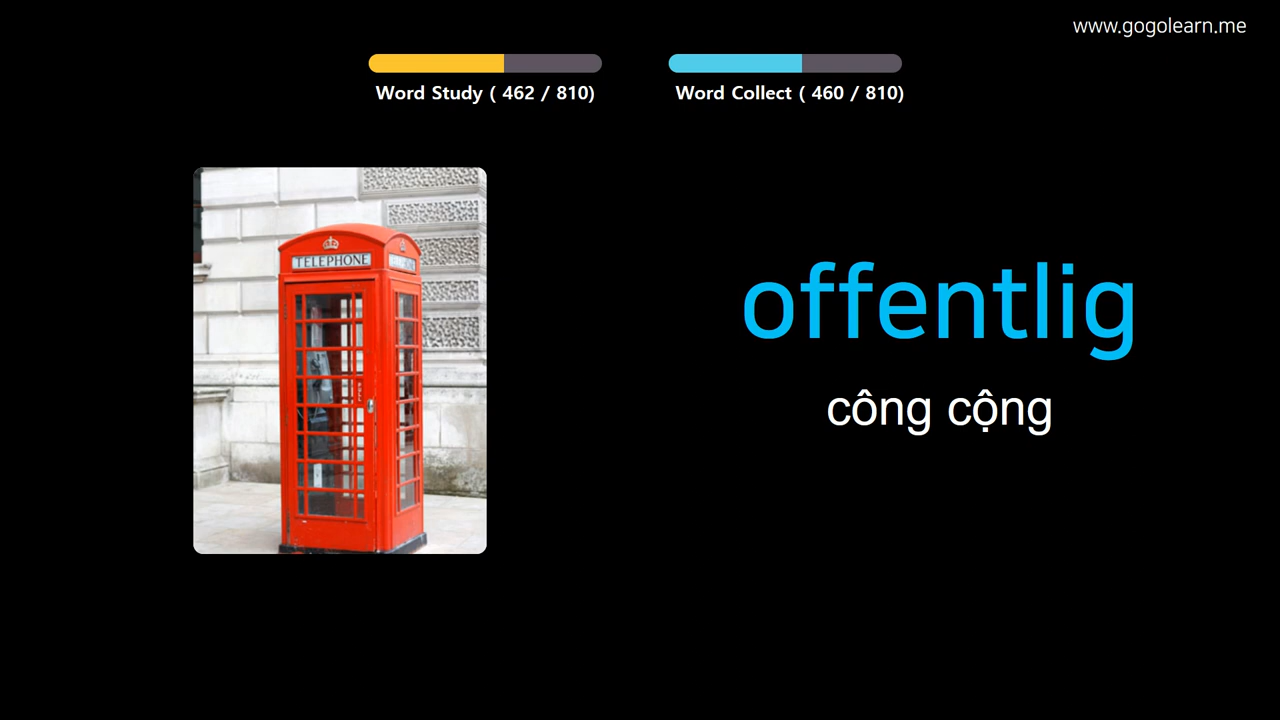 www.gogolearn.me
Word Study ( 462 / 810)
Word Collect ( 460 / 810)
TELEPHONE
offentlig
công cộng